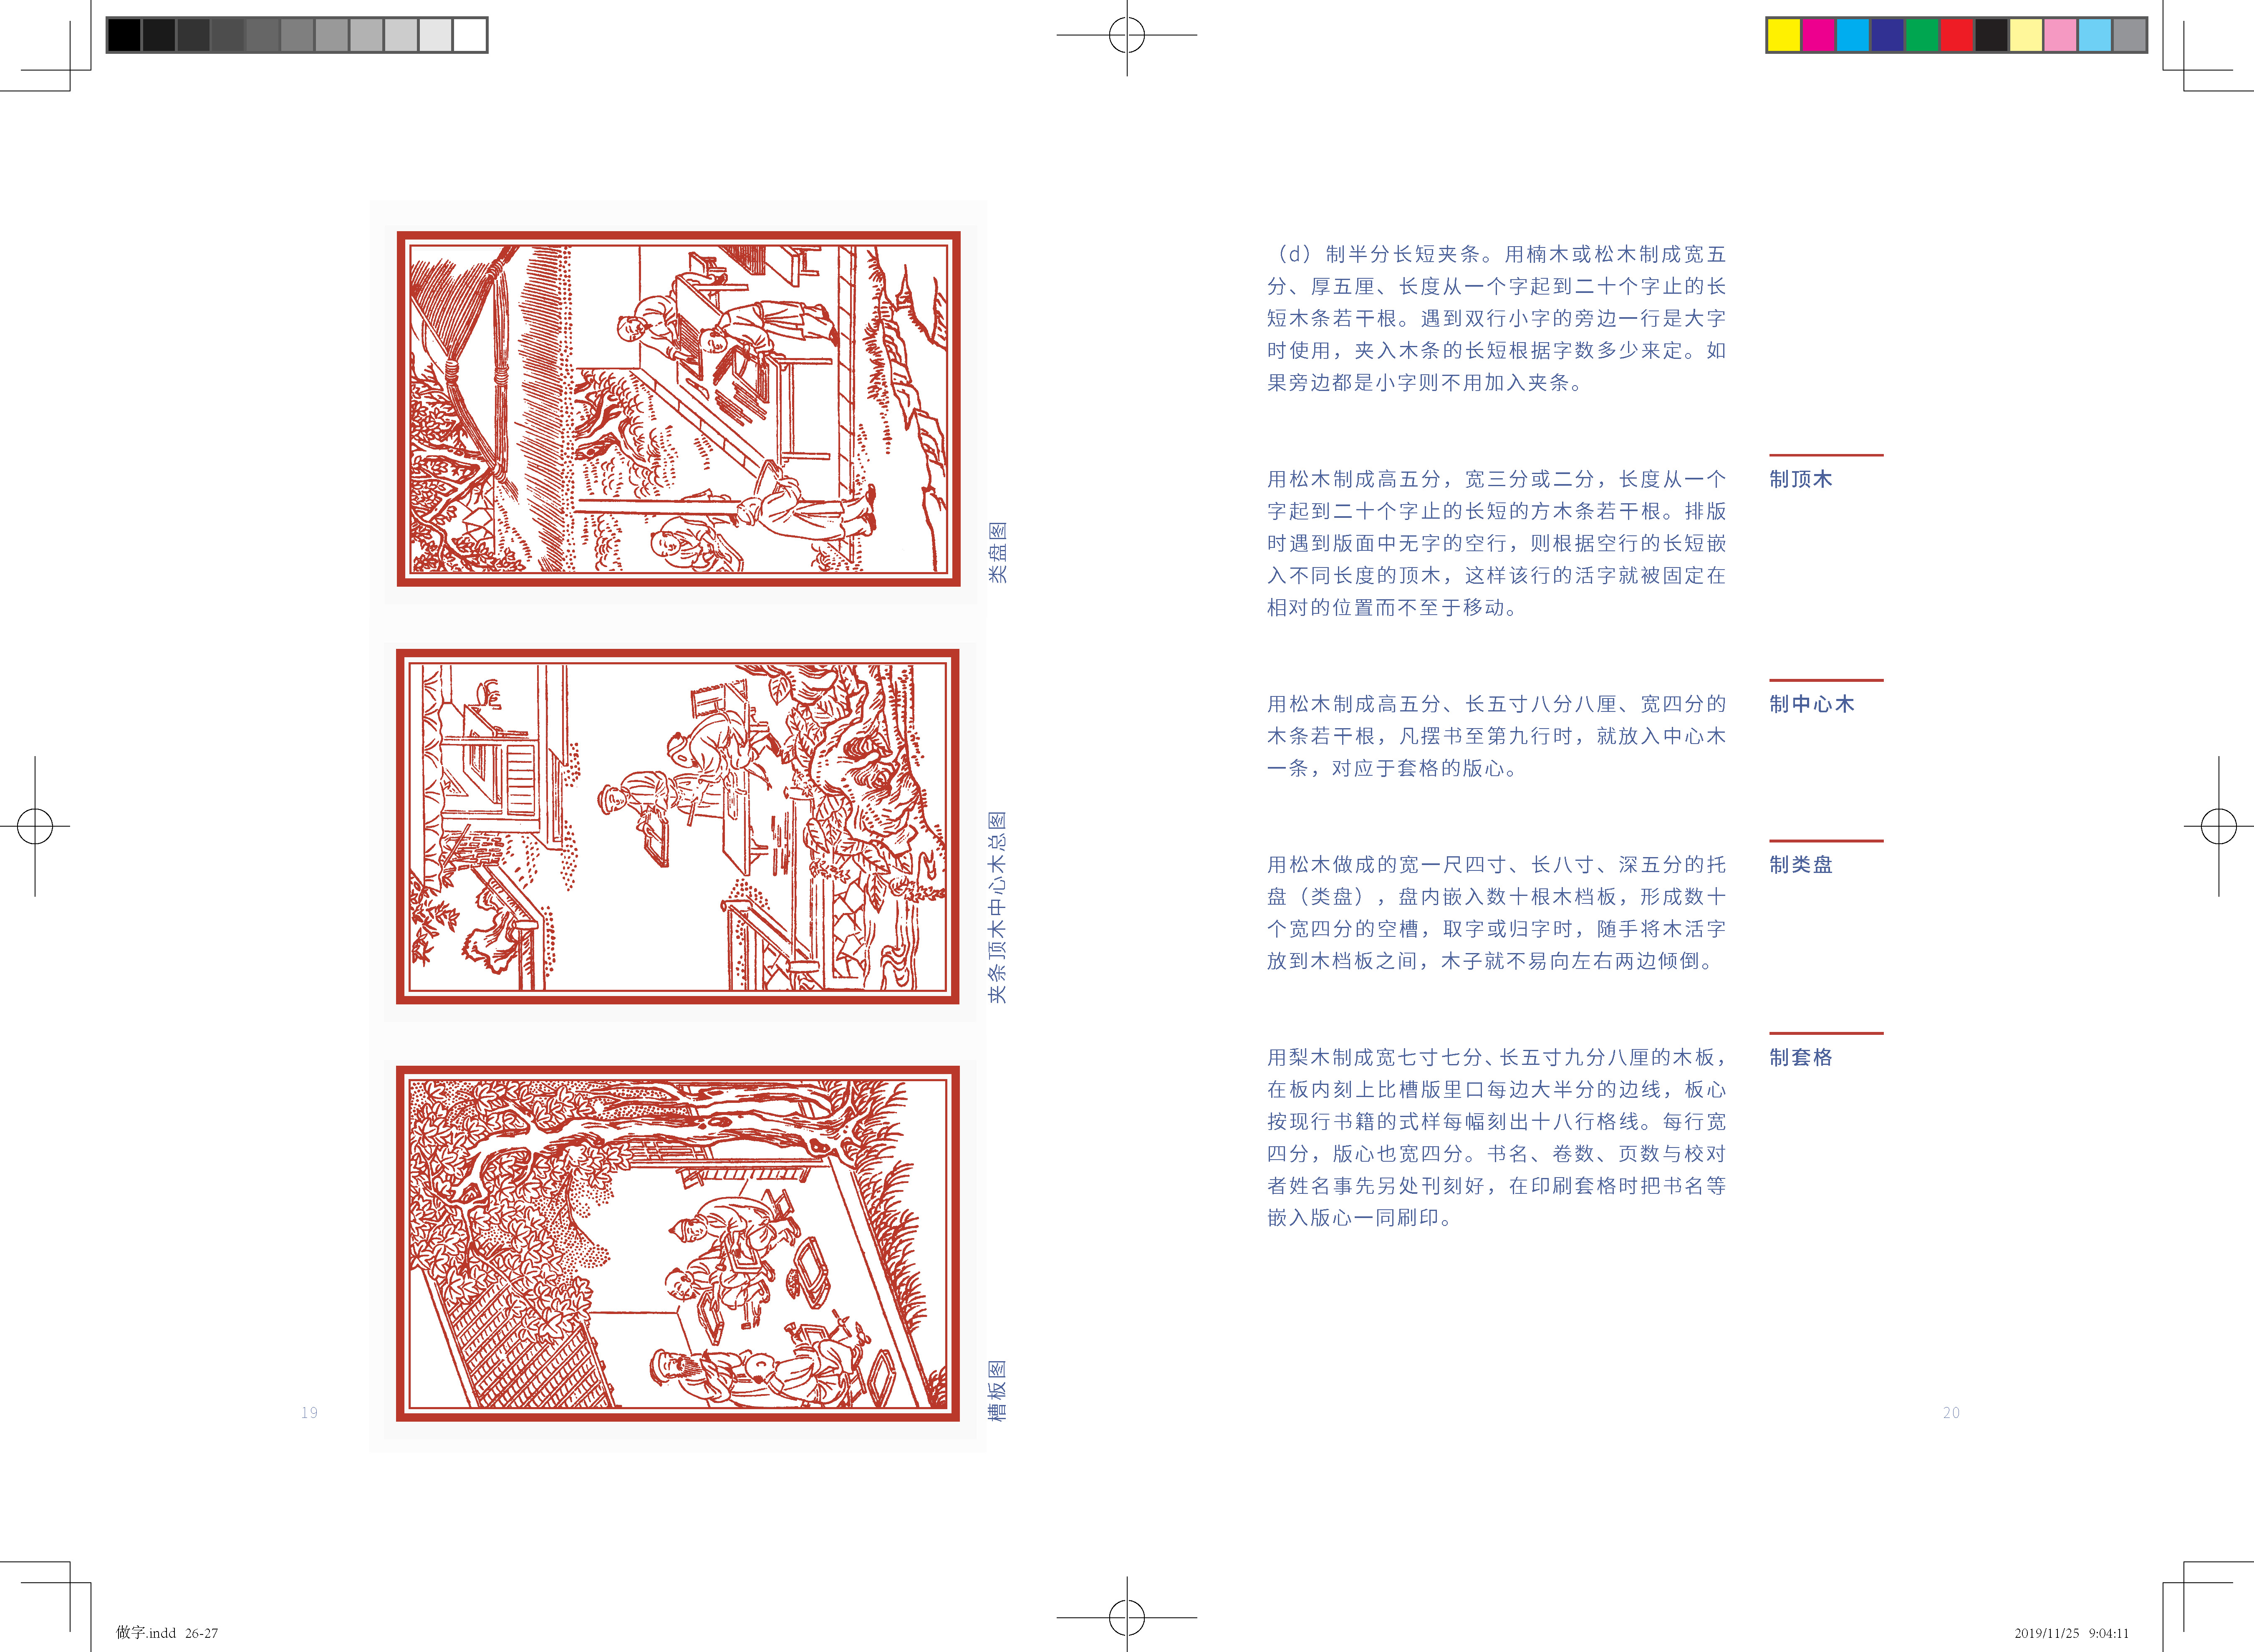 类盘图
夹条顶木中心木总图
槽板图
19
（d）制半分长短夹条。用楠木或松木制成宽五
分、厚五厘、长度从一个字起到二十个字止的长
短木条若干根。遇到双行小字的旁边一行是大字
时使用，夹入木条的长短根据字数多少来定。如
果旁边都是小字则不用加入夹条。
制顶木
用松木制成高五分，宽三分或二分，长度从一个
字起到二十个字止的长短的方木条若干根。排版
时遇到版面中无字的空行，则根据空行的长短嵌
入不同长度的顶木，这样该行的活字就被固定在
相对的位置而不至于移动。
制中心木
用松木制成高五分、长五寸八分八厘、宽四分的
木条若干根，凡摆书至第九行时，就放入中心木
一条，对应于套格的版心。
制类盘
用松木做成的宽一尺四寸、长八寸、深五分的托
盘（类盘），盘内嵌入数十根木档板，形成数十
个宽四分的空槽，取字或归字时，随手将木活字
放到木档板之间，木子就不易向左右两边倾倒。
制套格
用梨木制成宽七寸七分、长五寸九分八厘的木板，
在板内刻上比槽版里口每边大半分的边线，板心
按现行书籍的式样每幅刻出十八行格线。每行宽
四分，版心也宽四分。书名、卷数、页数与校对
者姓名事先另处刊刻好，在印刷套格时把书名等
嵌入版心一同刷印。
20
做字.indd 26-27
2019/11/25 9:04:11